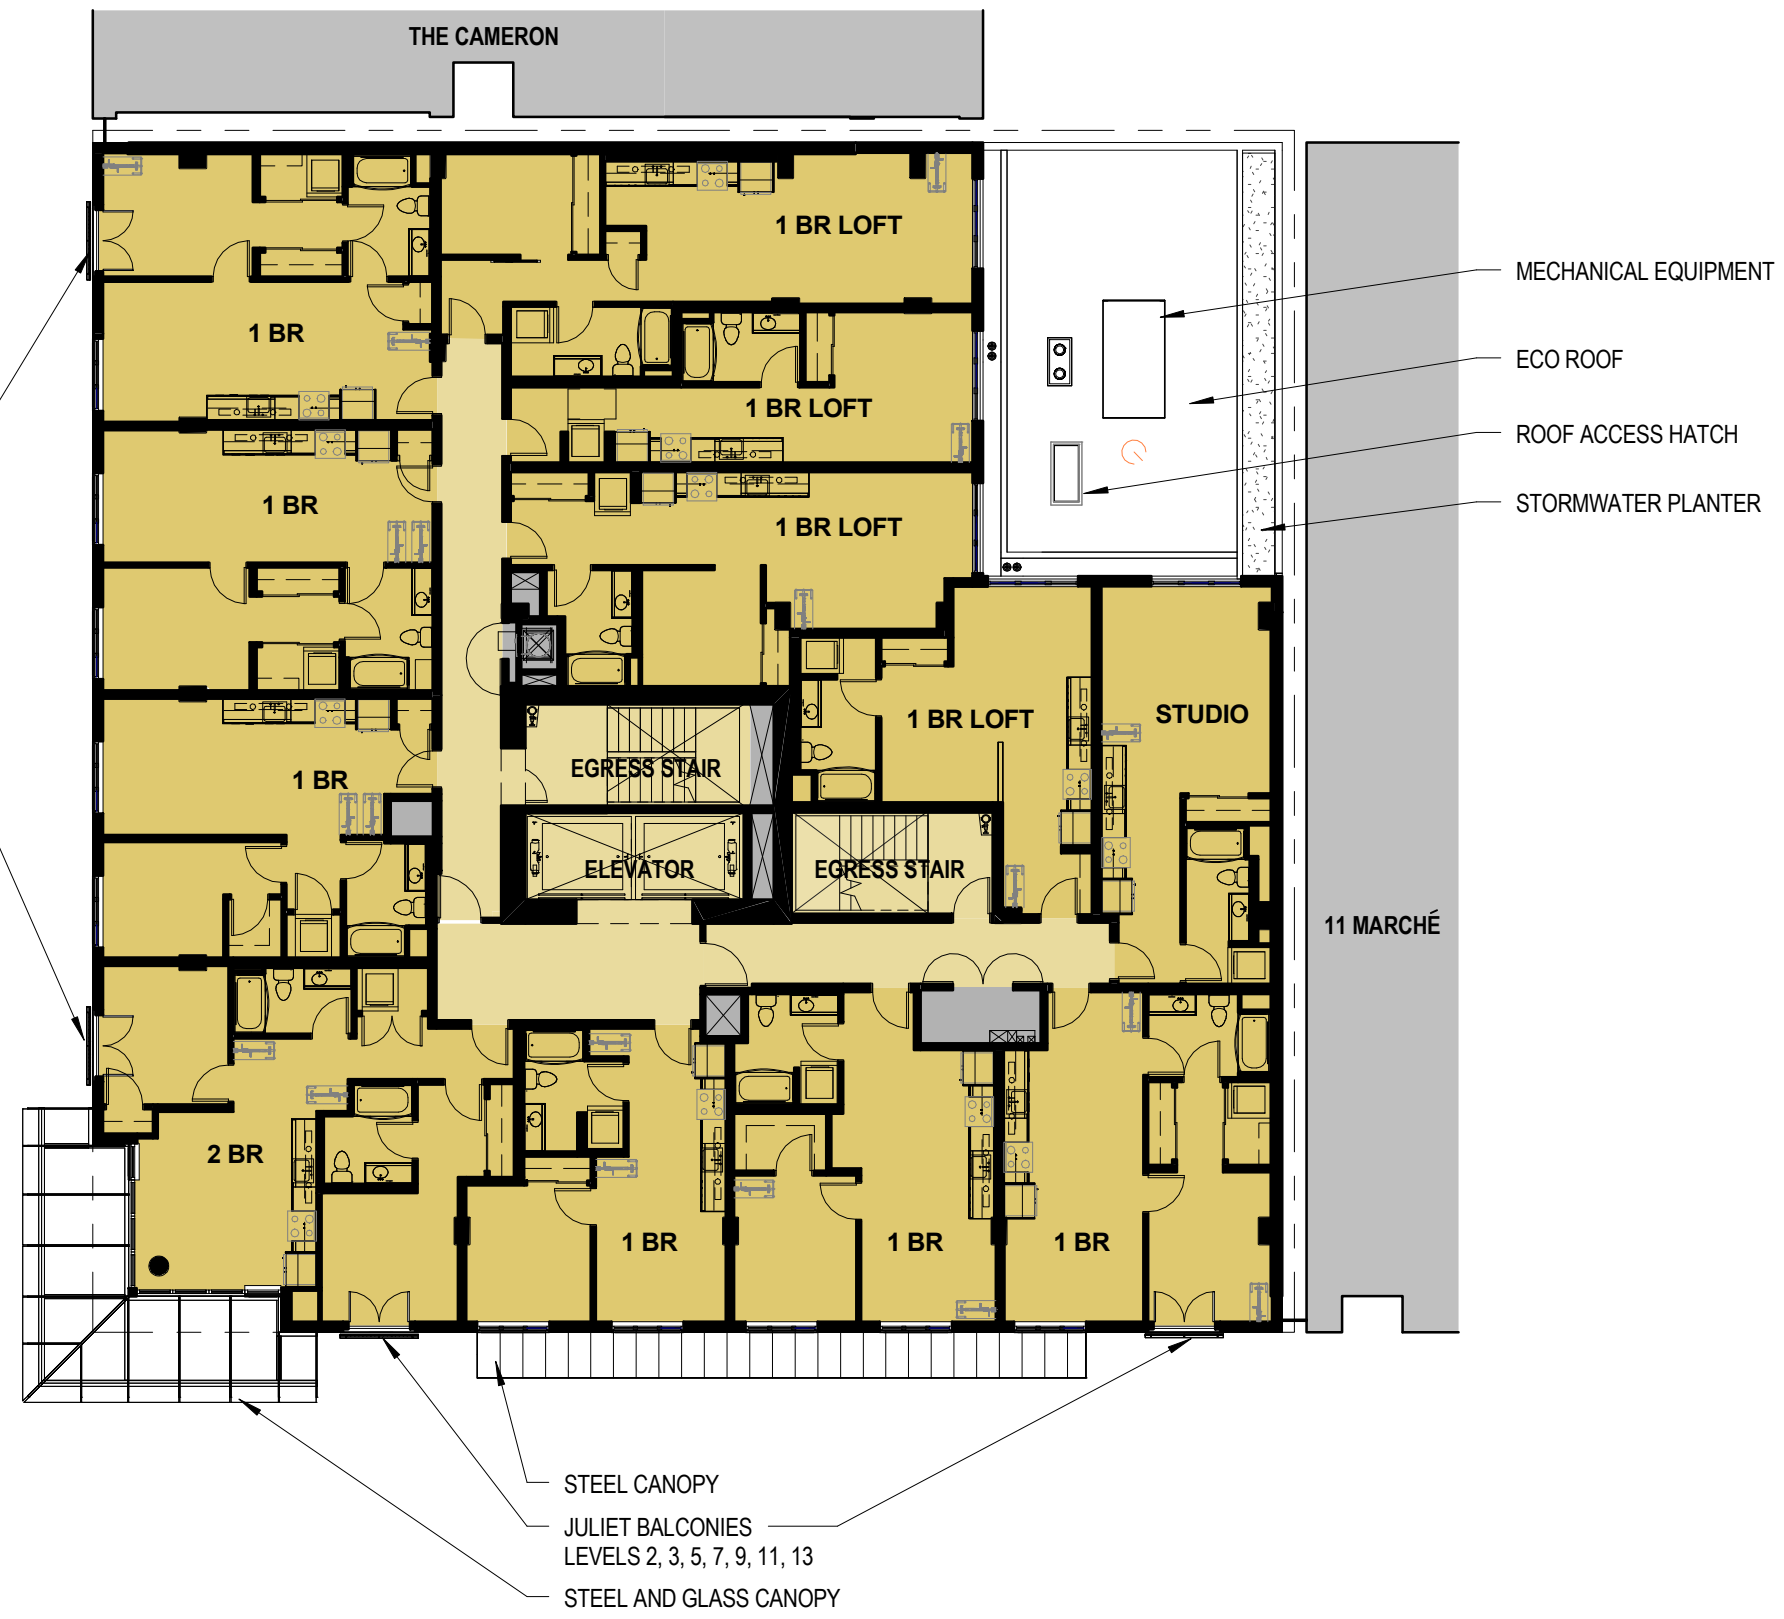 THE CAMERON
1 BR LOFT
MECHANICAL EQUIPMENT
1 BR
ECO ROOF
1 BR LOFT
ROOF ACCESS HATCH
1 BR
STORMWATER PLANTER
1 BR LOFT
1 BR LOFT
STUDIO
EGRESS STAIR
1 BR
ELEVATOR
EGRESS STAIR
11 MARCHÉ
2 BR
1 BR
1 BR
1 BR
STEEL CANOPY
JULIET BALCONIES
LEVELS 2, 3, 5, 7, 9, 11, 13
STEEL AND GLASS CANOPY